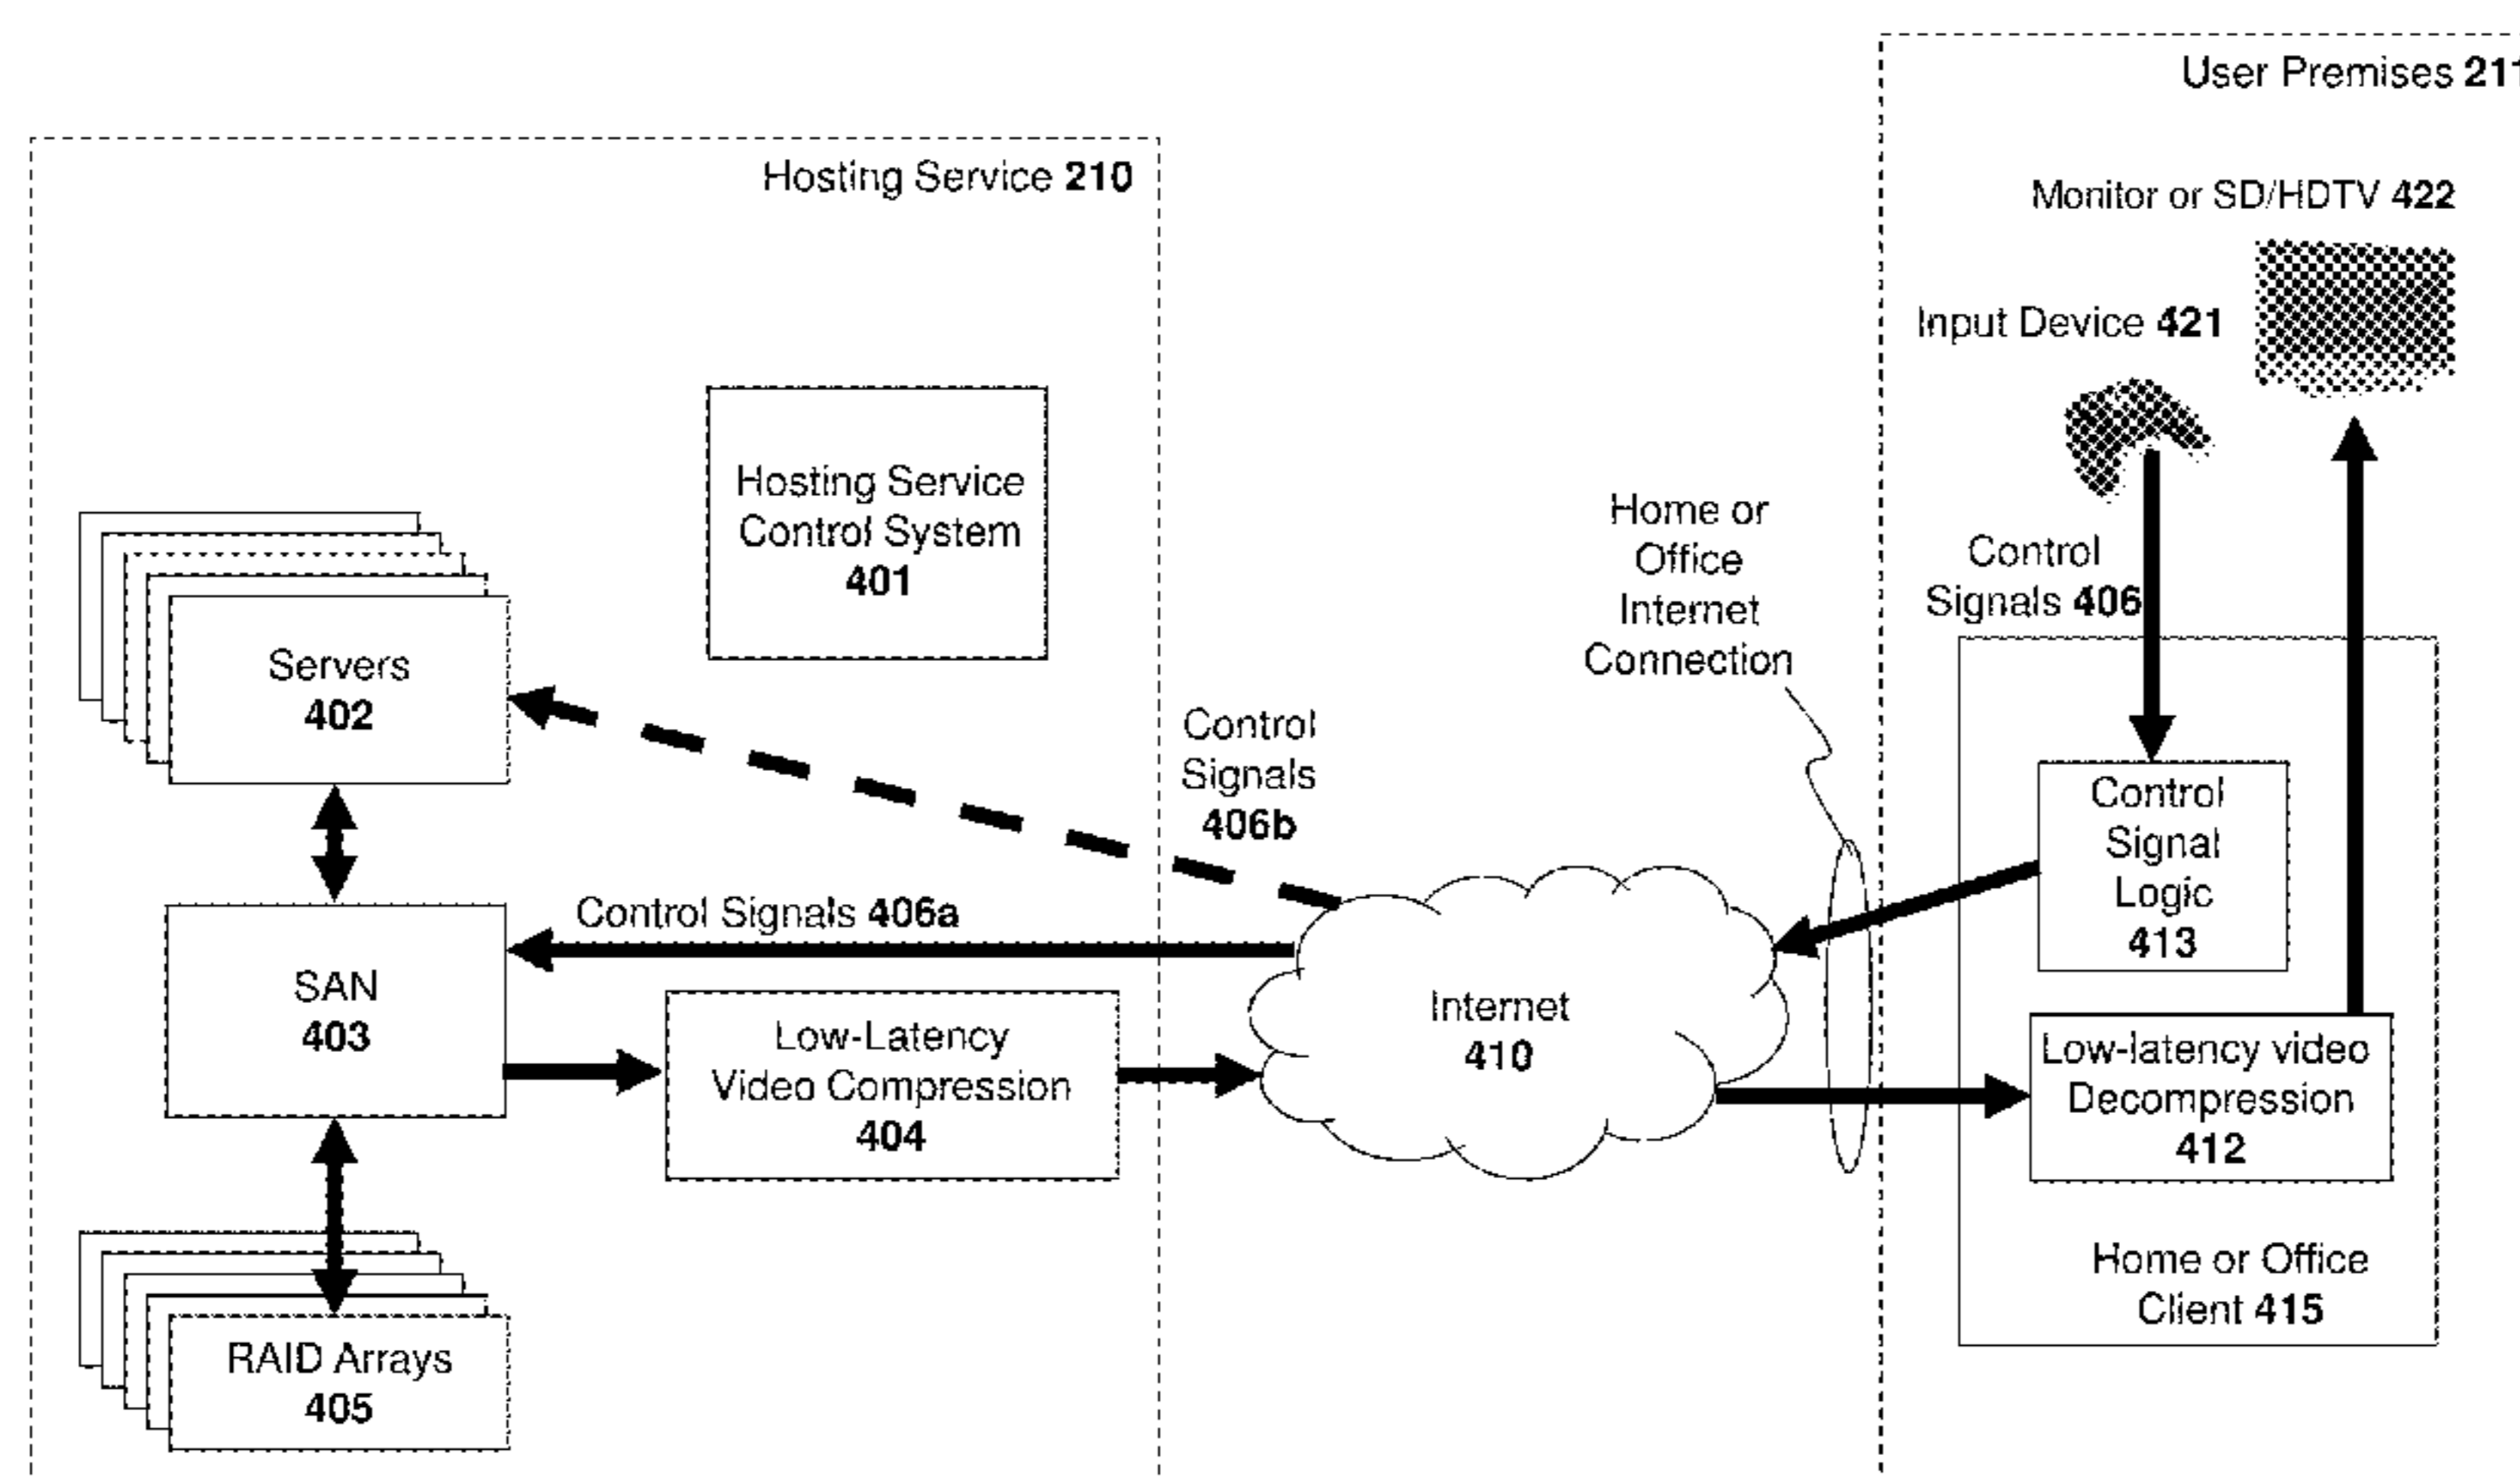 User Premises 211
Hosting Service 210
Monitor or SD/HDTV 422
Input Device 421
Hosting Service
Control System
401
Home or
Office
Internet
Connection
Control
Signals 406
Servers
402
Control
Signals
406b
Control
Signal
Logic
413
Control Signals 406a
SAN
403
Low-Latency
Video Compression
404
Internet
410
Low-latency video
Decompression
412
Home or Office
Client 415
RAID Arrays
405